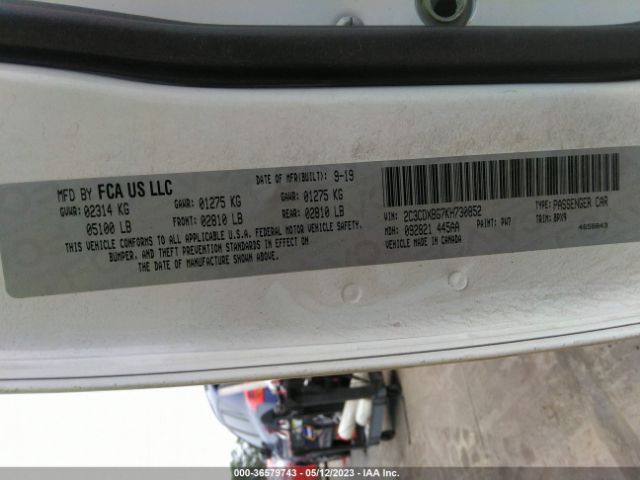 MFD BY FCA US LLC
DATE OF MFR(BUILT): 9-19
GVWR: 02314 KG
GAWR: 01275 KG
GAWR: 01275 KG
05100 LB
FRONT: 02810 LB
REAR: 02810 LB
THIS VEHICLE CONFORMS TO ALL APPLICABLE U.S.A. FEDERAL MOTOR VEHICLE SAFETY,
BUMPER, AND THEFT PREVENTION STANDARDS IN EFFECT ON
THE DATE OF MANUFACTURE SHOWN ABOVE.
VIN: 2C3CDXBG7KH730852
TYPE: PASSENGER CAR
MDH: 092821 445AA
PAINT: PW7
TRIM: BPX9
VEHICLE MADE IN CANADA
000-36579743 - 05/12/2023 - IAA Inc.